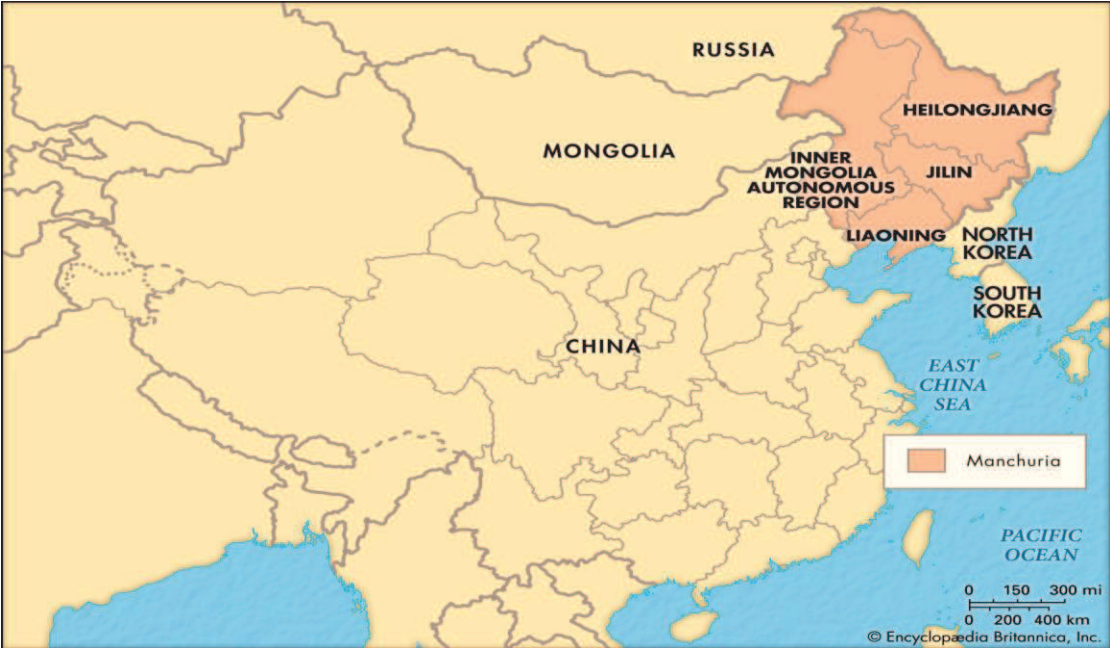 RUSSIA
HEILONGJIANG
MONGOLIA
INNER
MONGOLIA
AUTONOMOUS
REGION
JILIN
LIAONING
NORTH
KOREA
SOUTH
KOREA
CHINA
EAST
CHINA
SEA
Manchuria
PACIFIC
OCEAN
0 150 300 mi
0 200 400 km
© Encyclopædia Britannica, Inc.